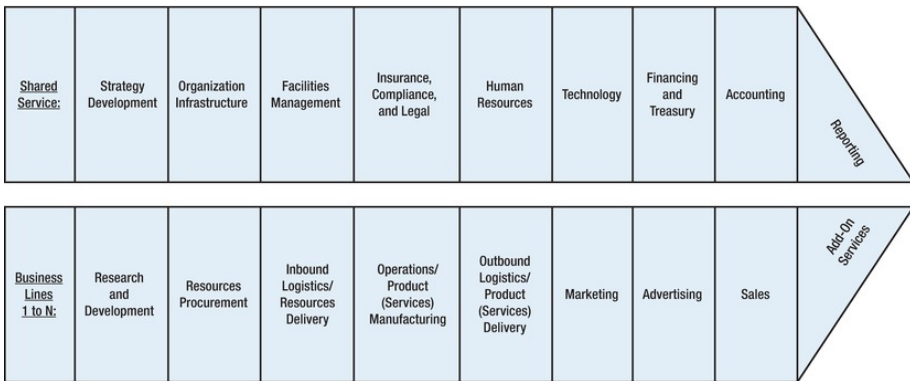 Shared
Service:
Strategy
Development
Organization
Infrastructure
Facilities
Management
Insurance,
Compliance,
and Legal
Human
Resources
Technology
Financing
and
Treasury
Accounting
Reporting
Business
Lines
1 to N:
Research
and
Development
Resources
Procurement
Inbound
Logistics/
Resources
Delivery
Operations/
Product
(Services)
Manufacturing
Outbound
Logistics/
Product
(Services)
Delivery
Marketing
Advertising
Sales
Add-On
Services